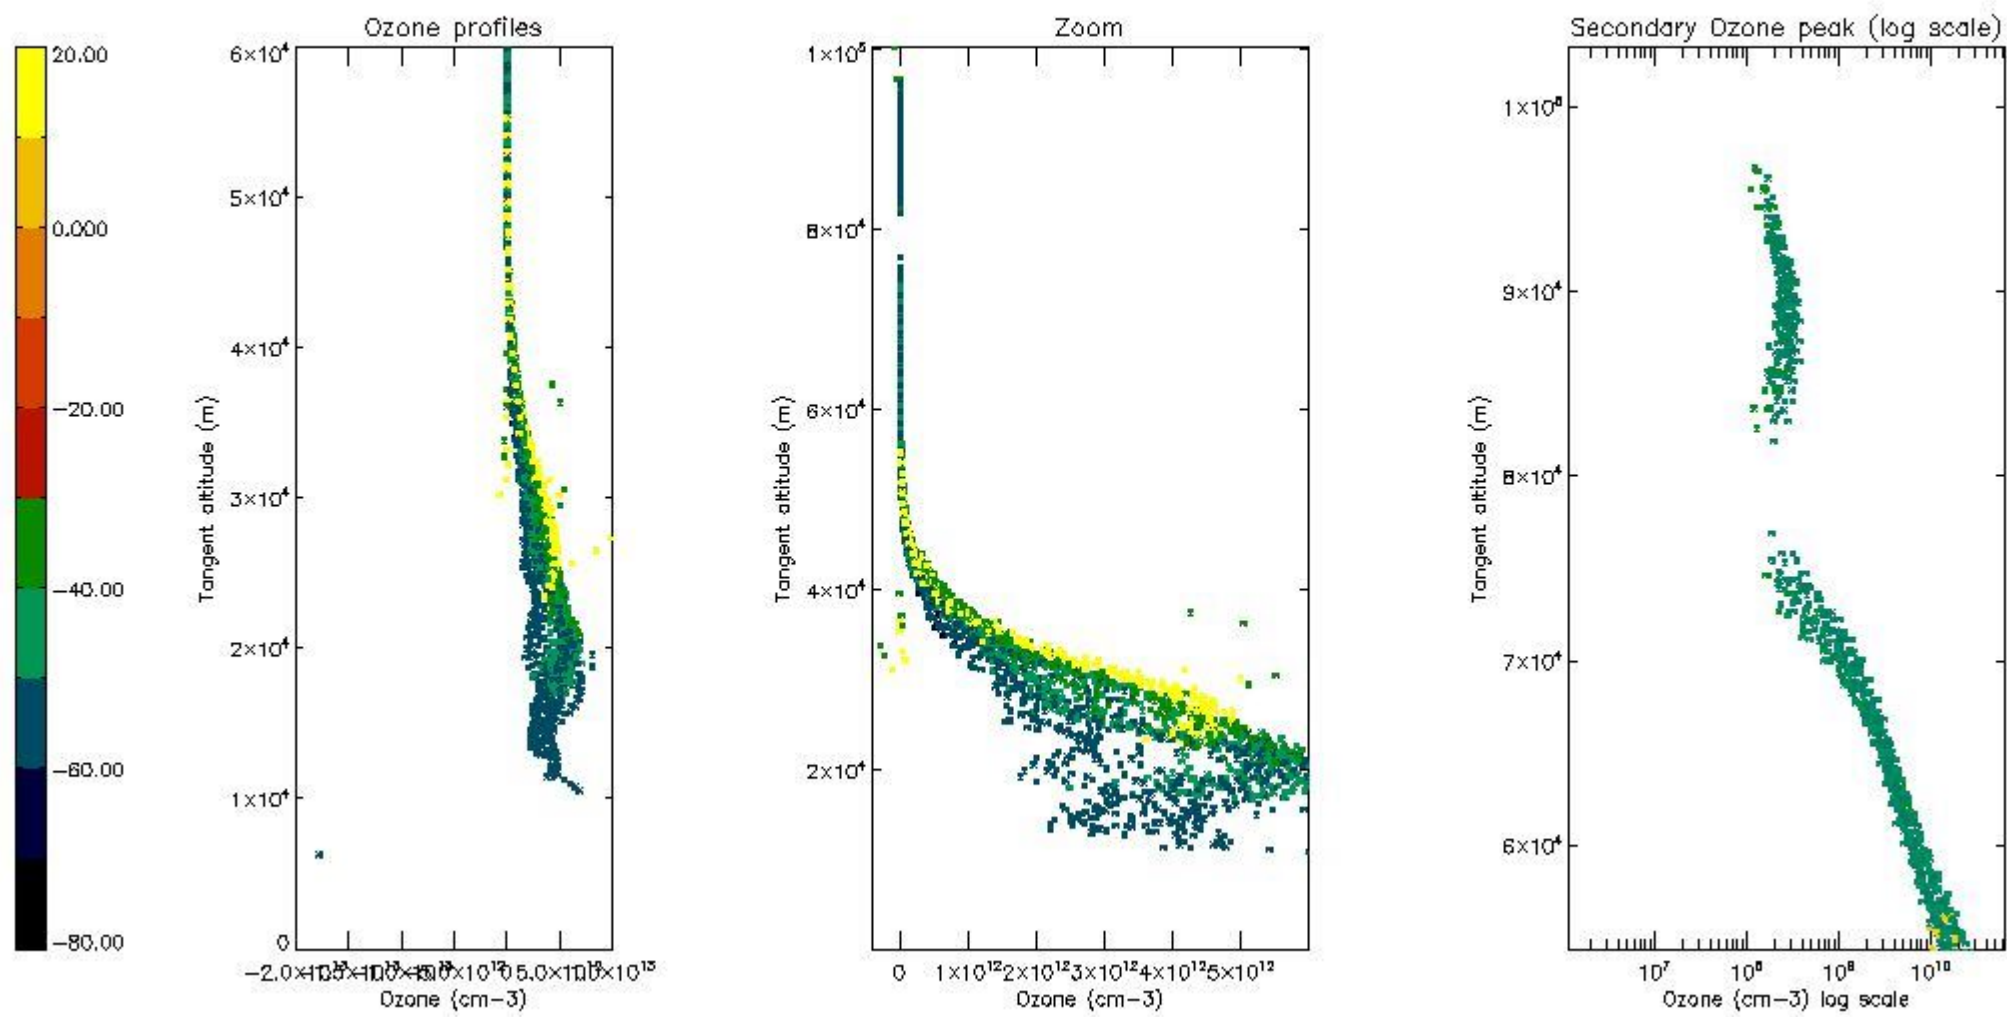 Ozone profiles
Zoom
Secondary Ozone peak (log scale)
20.00
0.000
−20.00
−40.00
−60.00
−80.00
6×10⁴
5×10⁴
4×10⁴
3×10⁴
2×10⁴
1×10⁴
0
Tangent altitude (m)
Ozone (cm−3)
1×10⁵
8×10⁴
6×10⁴
4×10⁴
2×10⁴
Tangent altitude (m)
0 1×10¹² 2×10¹² 3×10¹² 4×10¹² 5×10¹²
Ozone (cm−3)
9×10⁴
8×10⁴
7×10⁴
6×10⁴
Tangent altitude (m)
10⁷ 10⁸ 10⁹ 10¹⁰
Ozone (cm−3) log scale